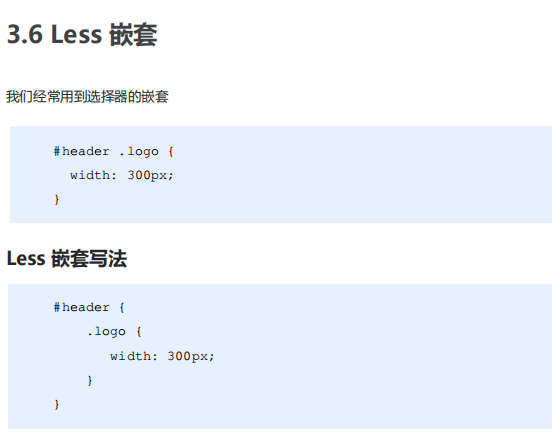 3.6 Less 嵌套
我们经常用到选择器的嵌套
#header .logo {
  width: 300px;
}
Less 嵌套写法
#header {
    .logo {
       width: 300px;
    }
}